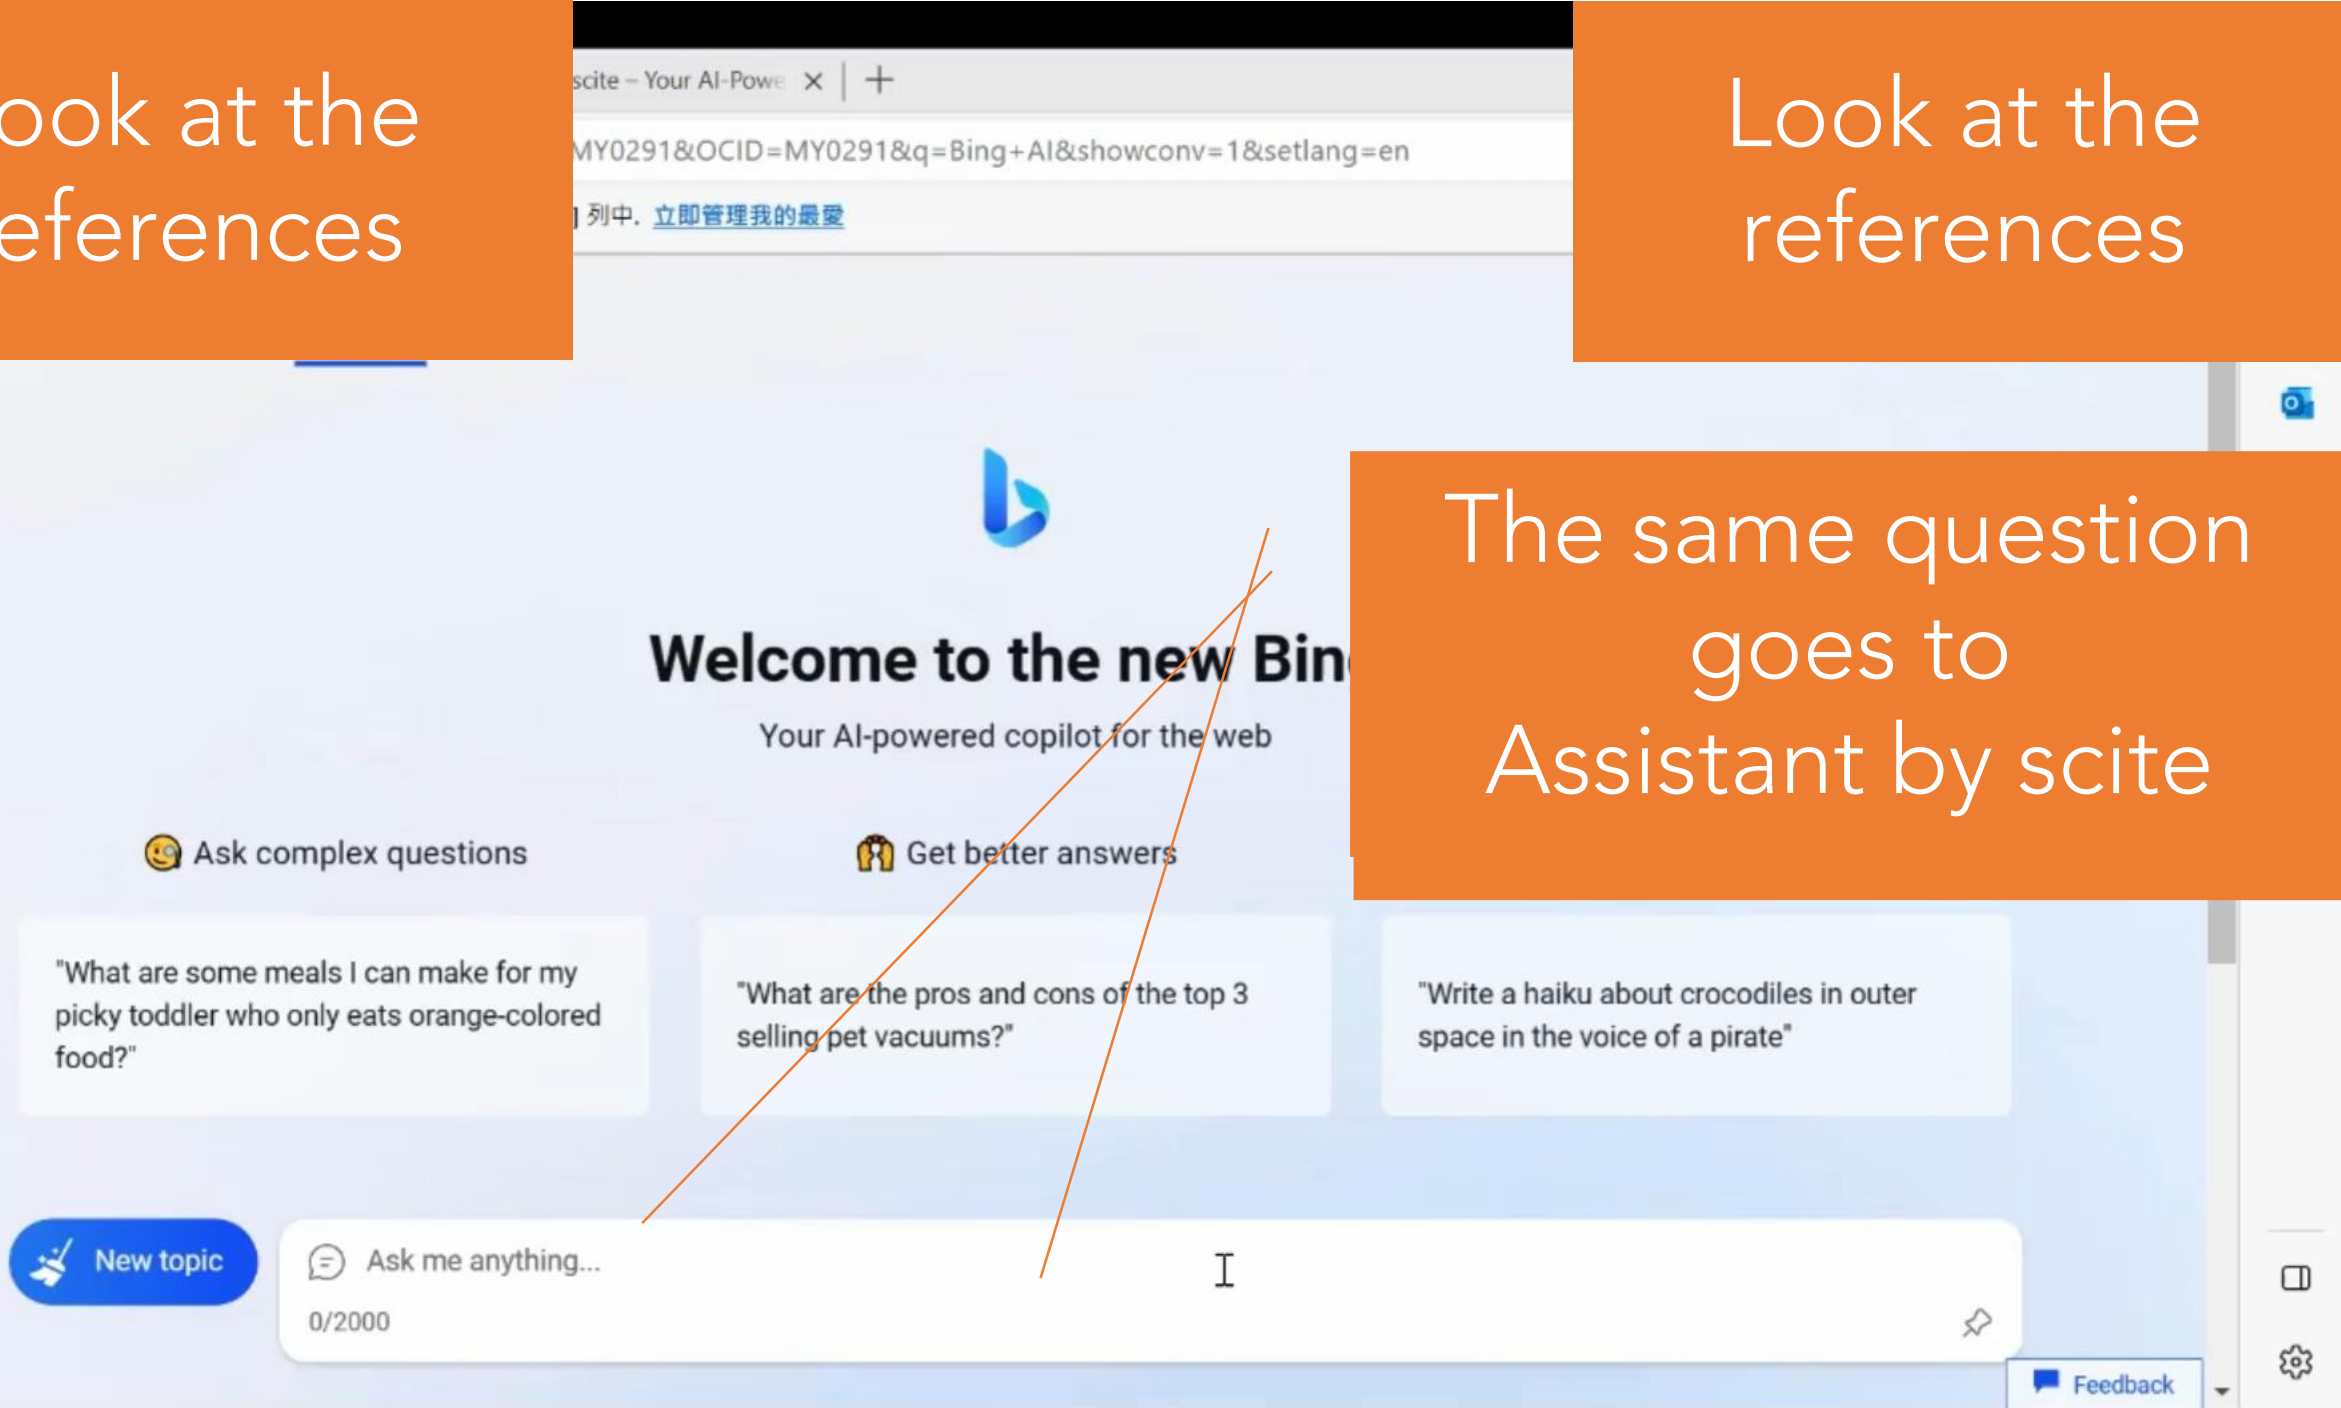 ook at the
eferences
scite – Your AI-Powe
MY0291&OCID=MY0291&q=Bing+AI&showconv=1&setlang=en
] 列中. 立即管理我的最愛
Look at the
references
The same question
goes to
Assistant by scite
Welcome to the new Bin
Your AI-powered copilot for the web
Ask complex questions
Get better answers
"What are some meals I can make for my
picky toddler who only eats orange-colored
food?"
"What are the pros and cons of the top 3
selling pet vacuums?"
"Write a haiku about crocodiles in outer
space in the voice of a pirate"
New topic
Ask me anything...
0/2000
Feedback